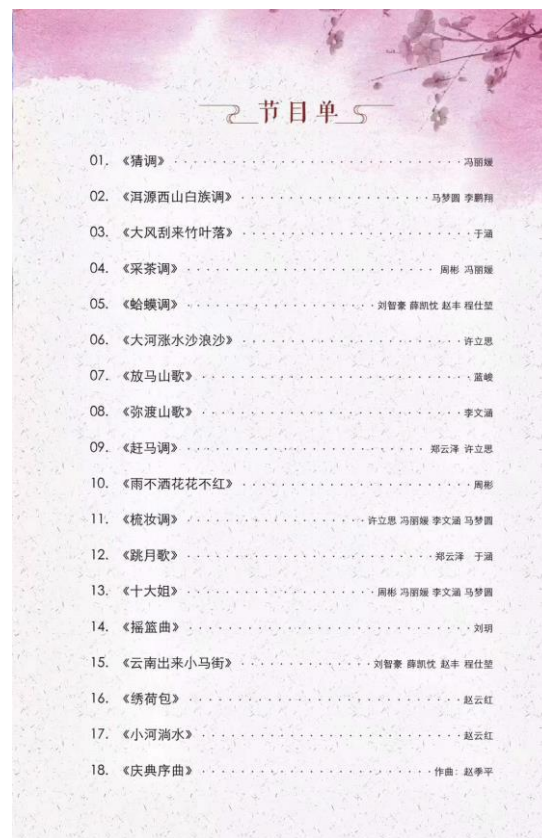 节目单
01. 《猜调》 冯丽媛
02. 《洱源西山白族调》 马梦圆 李鹏翔
03. 《大风刮来竹叶落》 于涵
04. 《采茶调》 周彬 冯丽媛
05. 《蛤蟆调》 刘智豪 薛凯忱 赵丰 程仕堃
06. 《大河涨水沙浪沙》 许立思
07. 《放马山歌》 蓝崚
08. 《弥渡山歌》 李文涵
09. 《赶马调》 郑云泽 许立思
10. 《雨不洒花花不红》 周彬
11. 《梳妆调》 许立思 冯丽媛 李文涵 马梦圆
12. 《跳月歌》 郑云泽 于涵
13. 《十大姐》 周彬 冯丽媛 李文涵 马梦圆
14. 《摇篮曲》 刘玥
15. 《云南出来小马街》 刘智豪 薛凯忱 赵丰 程仕堃
16. 《绣荷包》 赵云红
17. 《小河淌水》 赵云红
18. 《庆典序曲》 作曲：赵季平